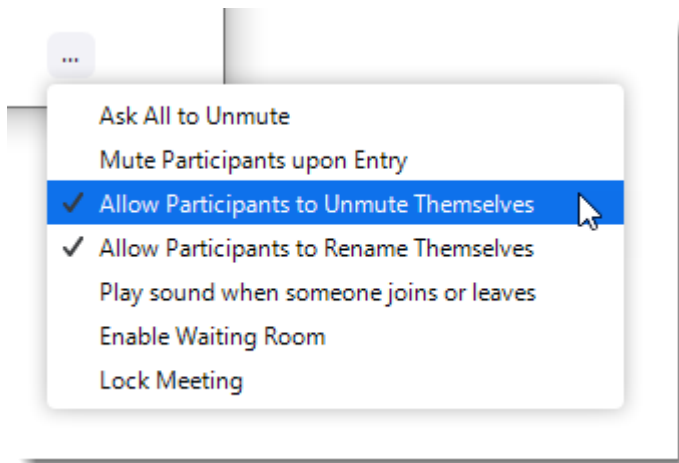 ...
Ask All to Unmute
Mute Participants upon Entry
✓ Allow Participants to Unmute Themselves
✓ Allow Participants to Rename Themselves
Play sound when someone joins or leaves
Enable Waiting Room
Lock Meeting